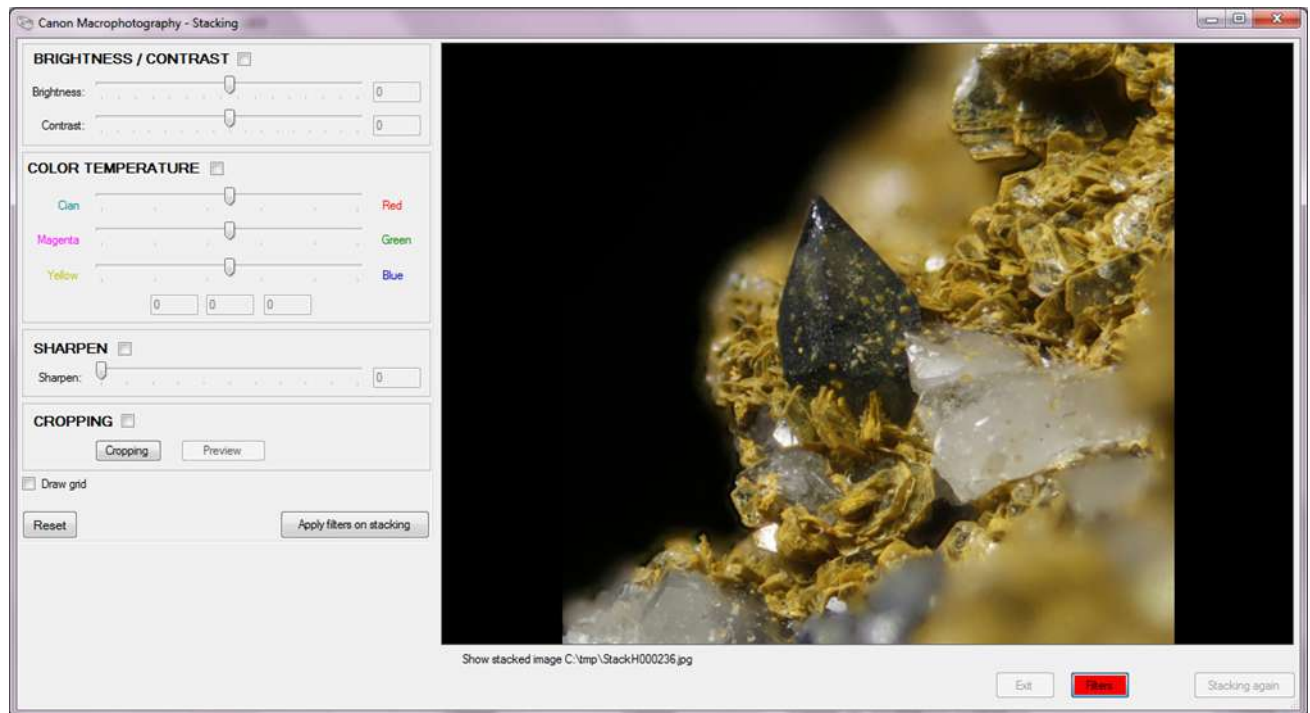 Canon Macrophotography - Stacking
BRIGHTNESS / CONTRAST
Brightness: 0
Contrast: 0
COLOR TEMPERATURE
Cian Red
Magenta Green
Yellow Blue
0 0 0
SHARPEN
Sharpen: 0
CROPPING
Cropping Preview
Draw grid
Reset Apply filters on stacking
Show stacked image C:\tmp\StackH000236.jpg
Exit Filters Stacking again